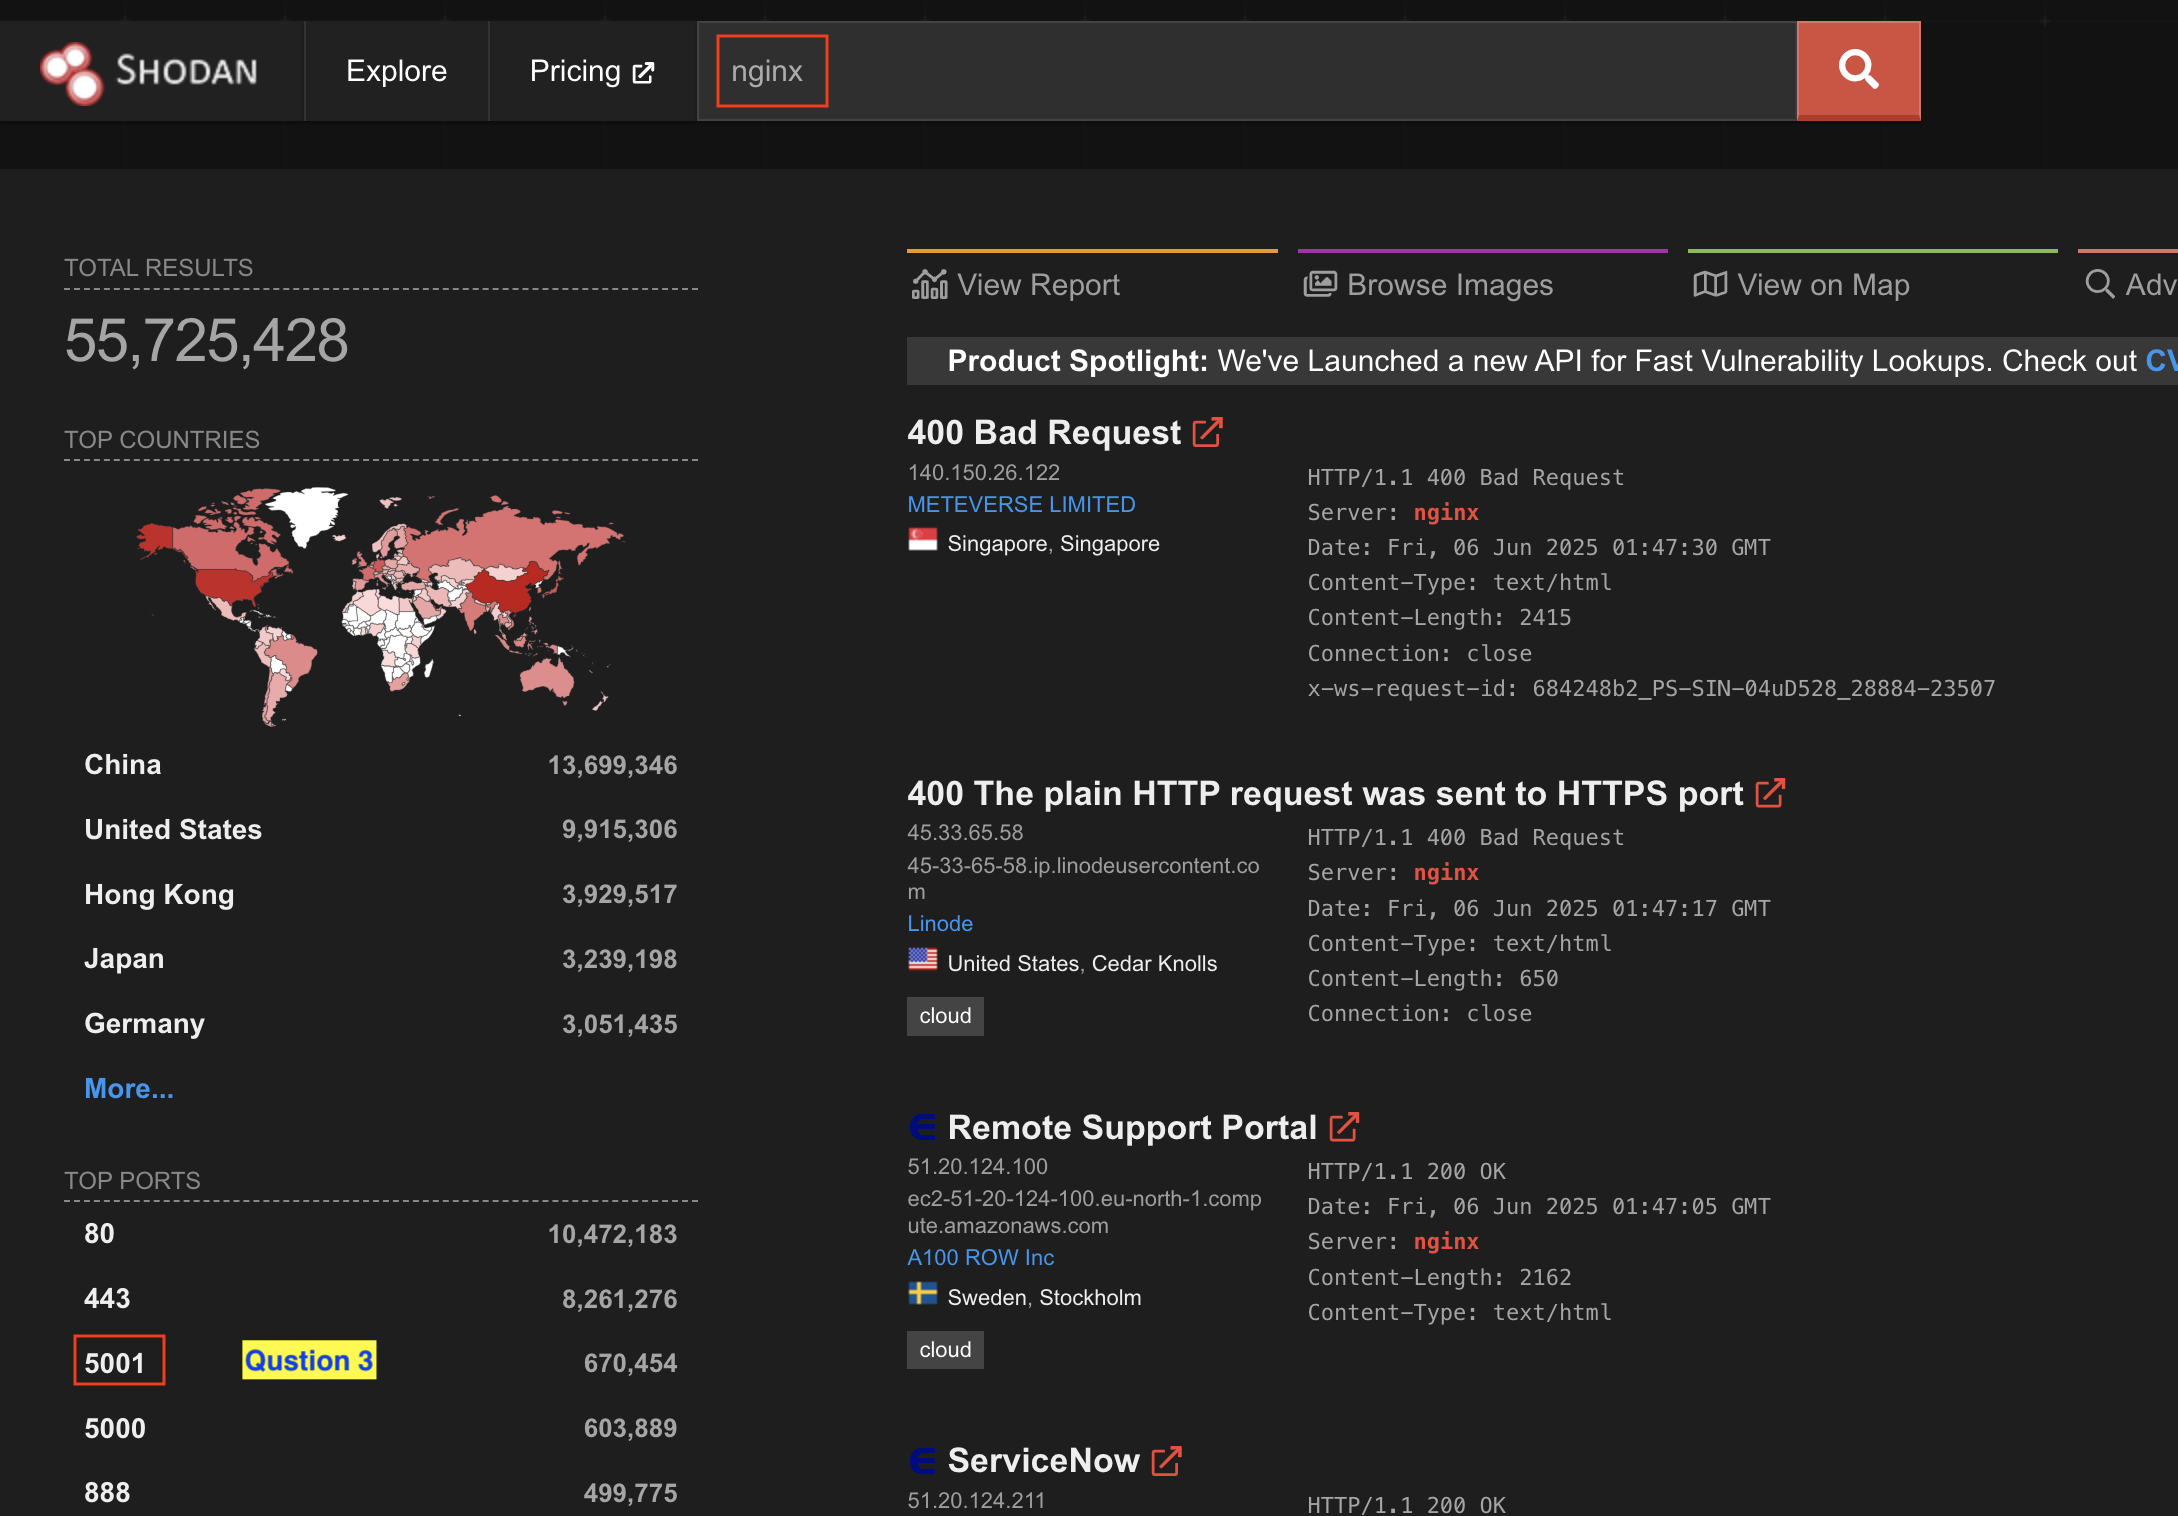 SHODAN
Explore
Pricing
nginx
TOTAL RESULTS
55,725,428
TOP COUNTRIES
China 13,699,346
United States 9,915,306
Hong Kong 3,929,517
Japan 3,239,198
Germany 3,051,435
More...
TOP PORTS
80 10,472,183
443 8,261,276
5001 Qustion 3 670,454
5000 603,889
888 499,775
View Report
Browse Images
View on Map
Adv
Product Spotlight: We've Launched a new API for Fast Vulnerability Lookups. Check out CV
400 Bad Request
140.150.26.122
METEVERSE LIMITED
Singapore, Singapore
HTTP/1.1 400 Bad Request
Server: nginx
Date: Fri, 06 Jun 2025 01:47:30 GMT
Content-Type: text/html
Content-Length: 2415
Connection: close
x-ws-request-id: 684248b2_PS-SIN-04uD528_28884-23507
400 The plain HTTP request was sent to HTTPS port
45.33.65.58
45-33-65-58.ip.linodeusercontent.co
m
Linode
United States, Cedar Knolls
cloud
HTTP/1.1 400 Bad Request
Server: nginx
Date: Fri, 06 Jun 2025 01:47:17 GMT
Content-Type: text/html
Content-Length: 650
Connection: close
Remote Support Portal
51.20.124.100
ec2-51-20-124-100.eu-north-1.comp
ute.amazonaws.com
A100 ROW Inc
Sweden, Stockholm
cloud
HTTP/1.1 200 OK
Date: Fri, 06 Jun 2025 01:47:05 GMT
Server: nginx
Content-Length: 2162
Content-Type: text/html
ServiceNow
51.20.124.211
HTTP/1.1 200 OK